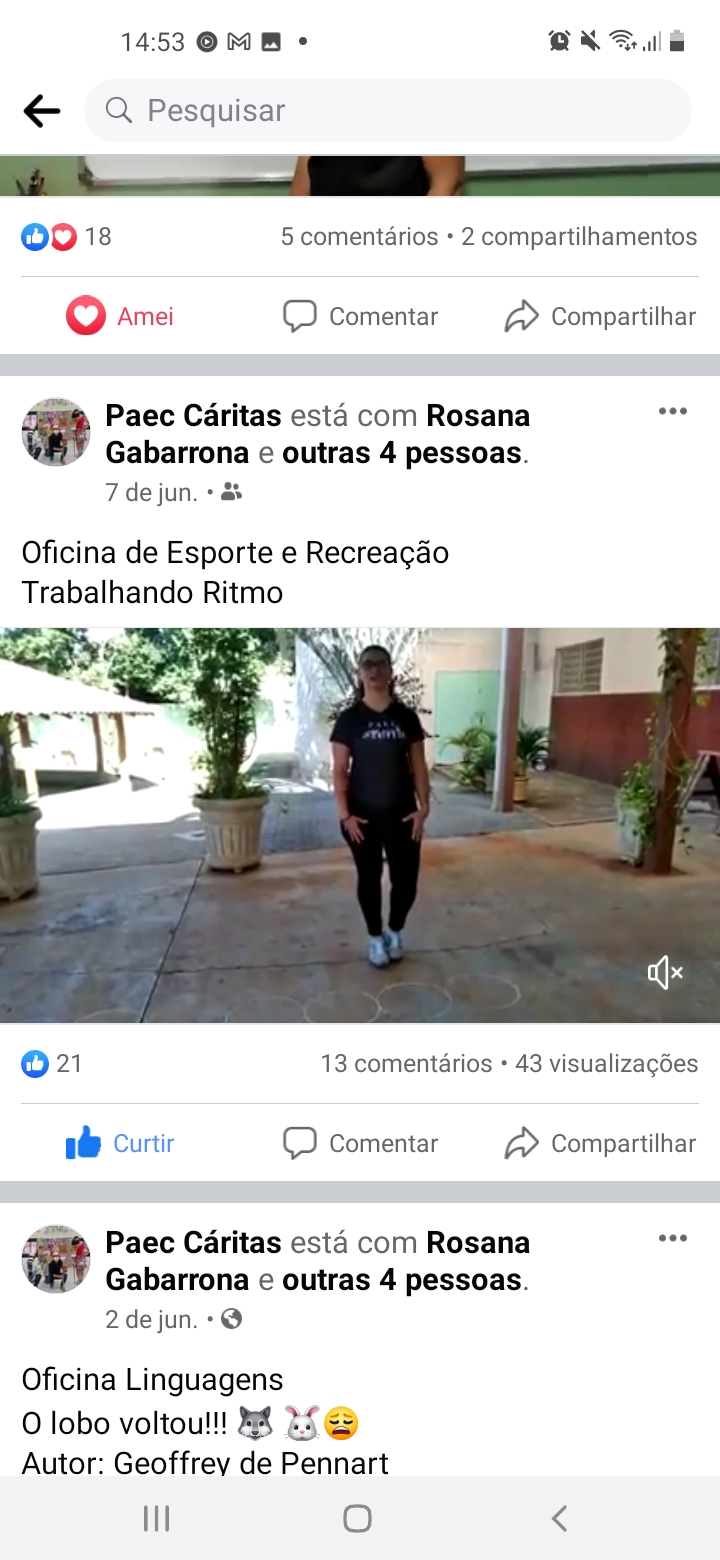 14:53
Pesquisar
18
5 comentários • 2 compartilhamentos
Amei
Comentar
Compartilhar
Paec Cáritas está com Rosana
Gabarrona e outras 4 pessoas.
7 de jun. •
Oficina de Esporte e Recreação
Trabalhando Ritmo
PAEC
21
13 comentários • 43 visualizações
Curtir
Comentar
Compartilhar
Paec Cáritas está com Rosana
Gabarrona e outras 4 pessoas.
2 de jun. •
Oficina Linguagens
O lobo voltou!!! 🐺 🐰😩
Autor: Geoffrey de Pennart